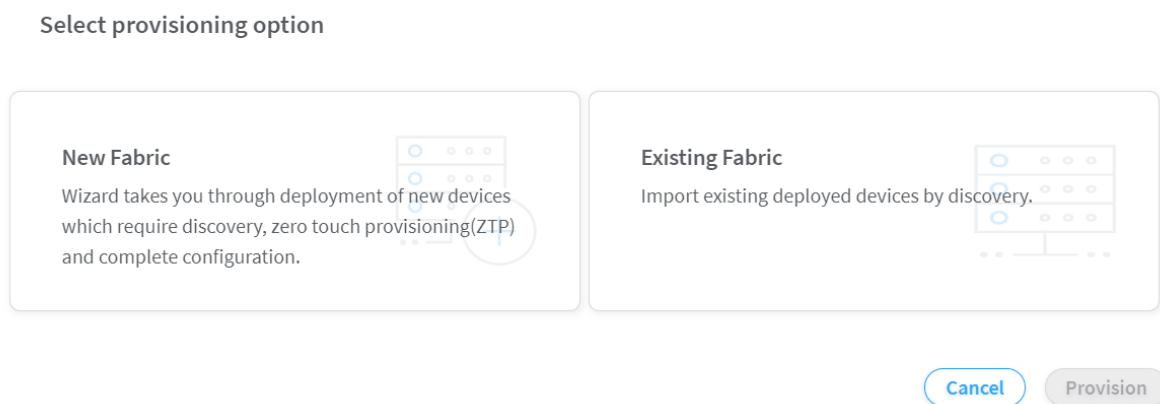 Select provisioning option
New Fabric
Wizard takes you through deployment of new devices
which require discovery, zero touch provisioning(ZTP)
and complete configuration.
Existing Fabric
Import existing deployed devices by discovery.
Cancel
Provision